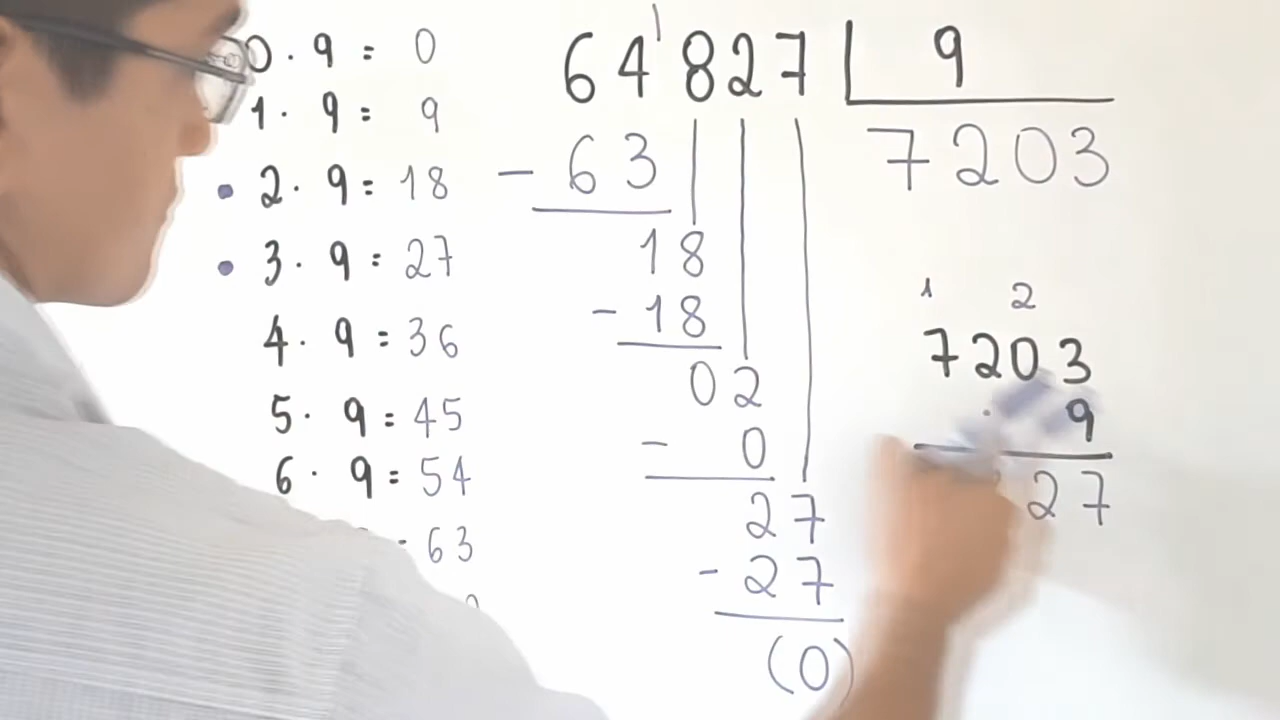 0 · 9 = 0
1 · 9 = 9
• 2 · 9 = 18
• 3 · 9 = 27
4 · 9 = 36
5 · 9 = 45
6 · 9 = 54
= 63
64'827 | 9
- 63
7203
18
- 18
02
- 0
27
- 27
(0)
1 2
7203
· 9
27